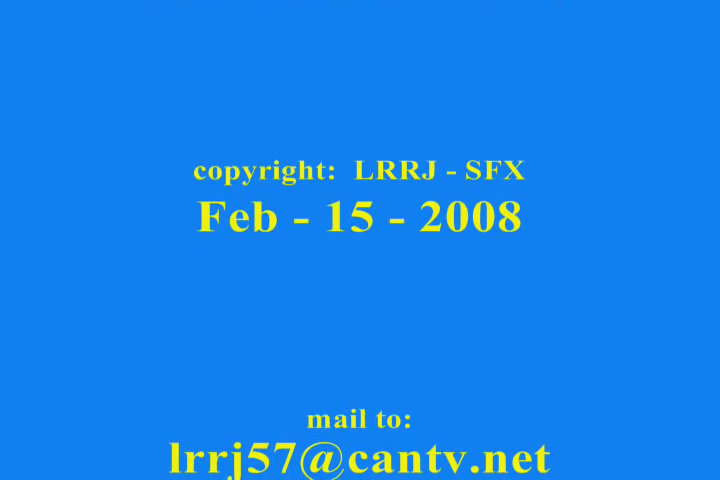 copyright: LRRJ - SFX
Feb - 15 - 2008
mail to:
lrrj57@cantv.net